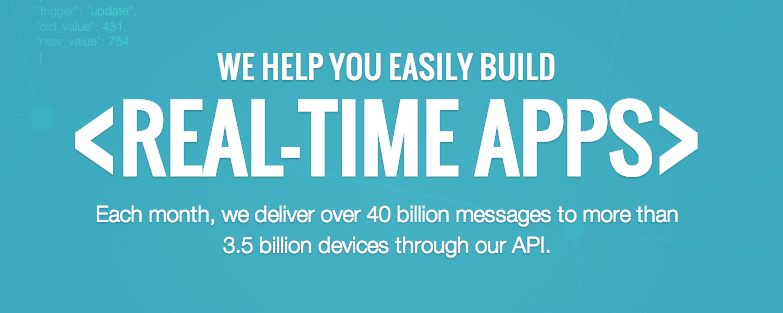 "trigger": "update",
"old_value": 431,
"new_value": 754
WE HELP YOU EASILY BUILD
<REAL-TIME APPS>
Each month, we deliver over 40 billion messages to more than
3.5 billion devices through our API.